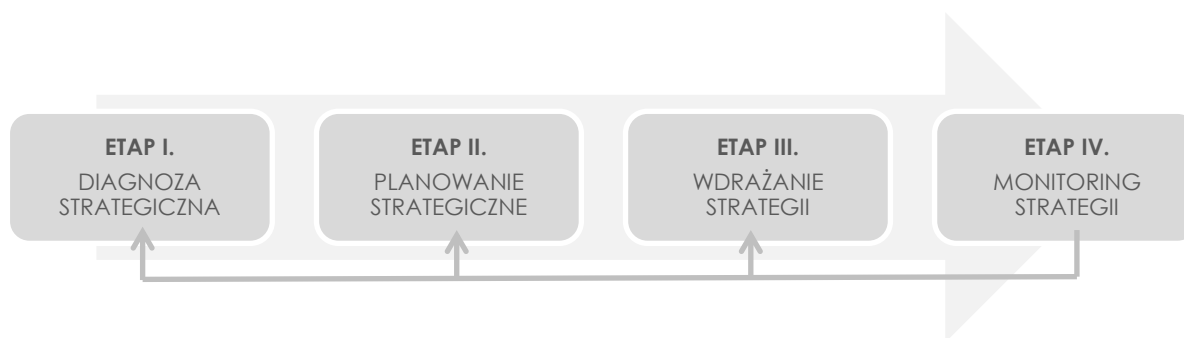 ETAP I.
DIAGNOZA
STRATEGICZNA
ETAP II.
PLANOWANIE
STRATEGICZNE
ETAP III.
WDRAŻANIE
STRATEGII
ETAP IV.
MONITORING
STRATEGII